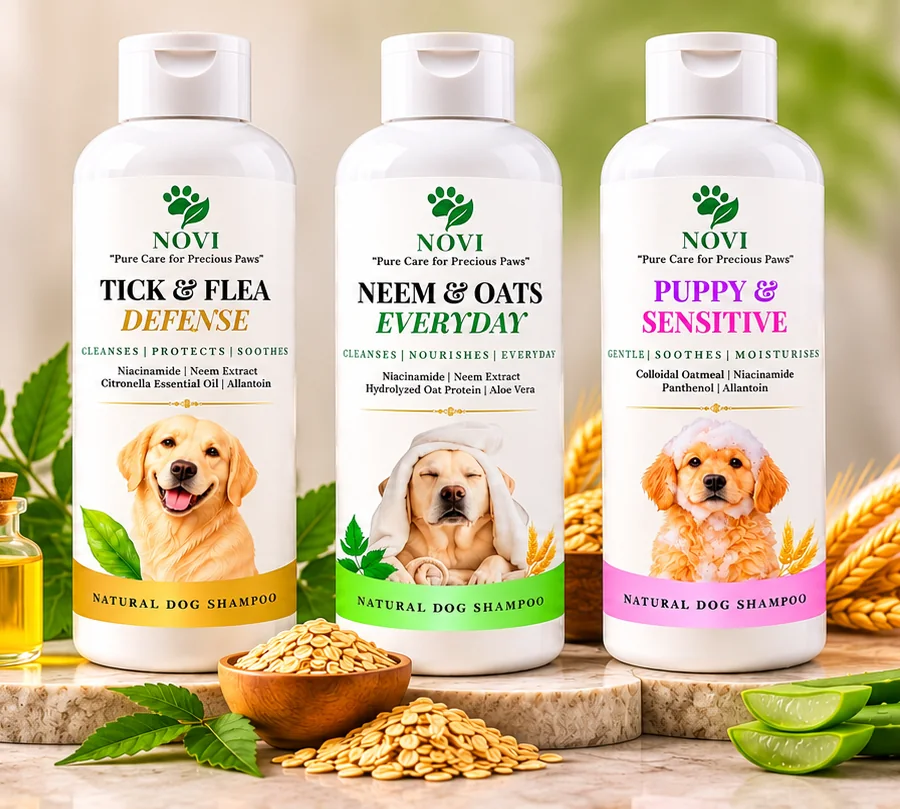 NOVI
"Pure Care for Precious Paws"
TICK & FLEA
DEFENSE
CLEANSES | PROTECTS | SOOTHES
Niacinamide | Neem Extract
Citronella Essential Oil | Allantoin
NATURAL DOG SHAMPOO
NOVI
"Pure Care for Precious Paws"
NEEM & OATS
EVERYDAY
CLEANSES | NOURISHES | EVERYDAY
Niacinamide | Neem Extract
Hydrolyzed Oat Protein | Aloe Vera
NATURAL DOG SHAMPOO
NOVI
"Pure Care for Precious Paws"
PUPPY &
SENSITIVE
GENTLE| SOOTHES | MOISTURISES
Colloidal Oatmeal | Niacinamide
Panthenol | Allantoin
NATURAL DOG SHAMPOO